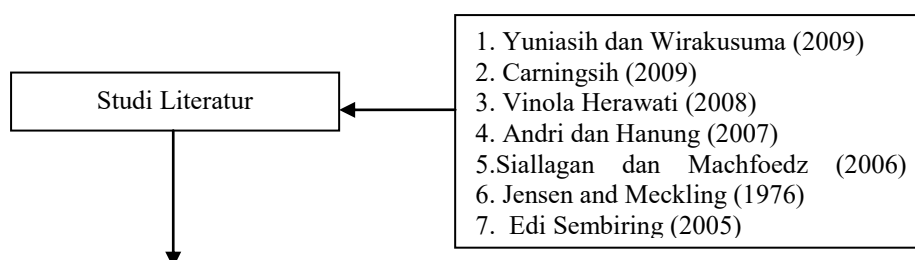 Studi Literatur
1. Yuniasih dan Wirakusuma (2009)
2. Carningsih (2009)
3. Vinola Herawati (2008)
4. Andri dan Hanung (2007)
5.Siallagan dan Machfoedz (2006)
6. Jensen and Meckling (1976)
7. Edi Sembiring (2005)